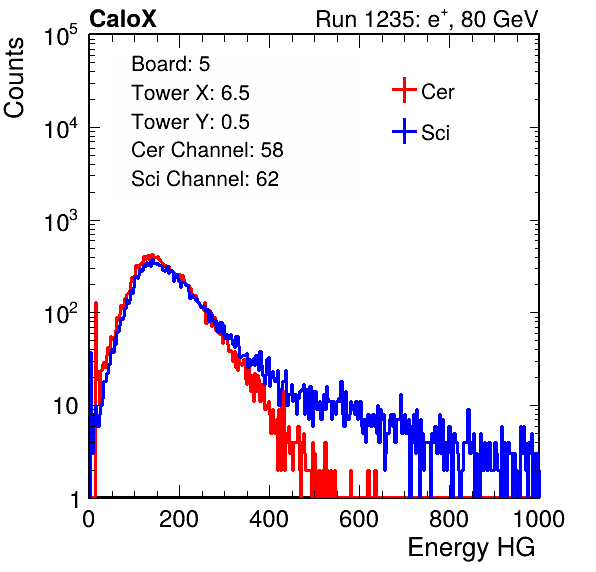 CaloX Run 1235: e⁺, 80 GeV
Counts
10⁵
10⁴
10³
10²
10
1
Board: 5
Tower X: 6.5
Tower Y: 0.5
Cer Channel: 58
Sci Channel: 62
Cer
Sci
0 200 400 600 800 1000
Energy HG